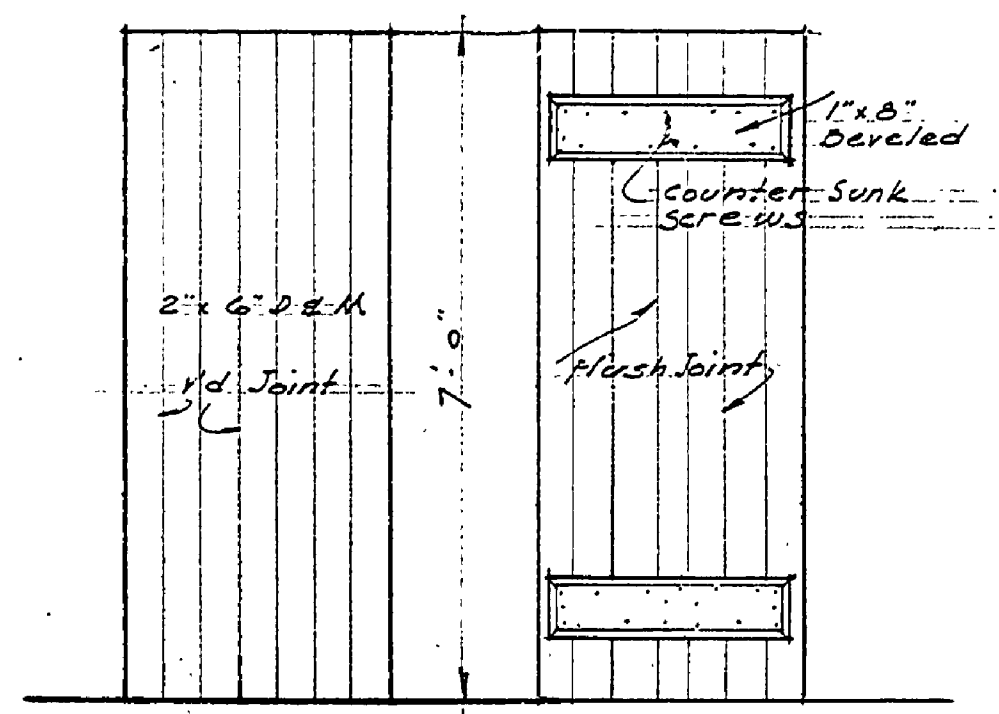 2" x 6" D & M
V'd Joint
7'-0"
1" x 8"
Beveled
Counter Sunk
Screws
Flush Joint